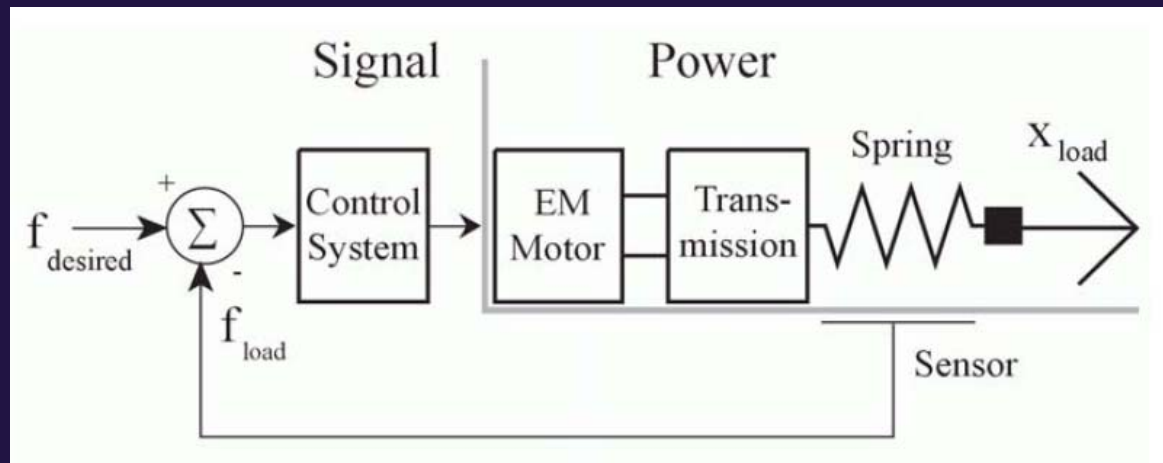 Signal
Power
Spring
X load
+
f desired
Σ
-
Control
System
EM
Motor
Trans-
mission
f load
Sensor